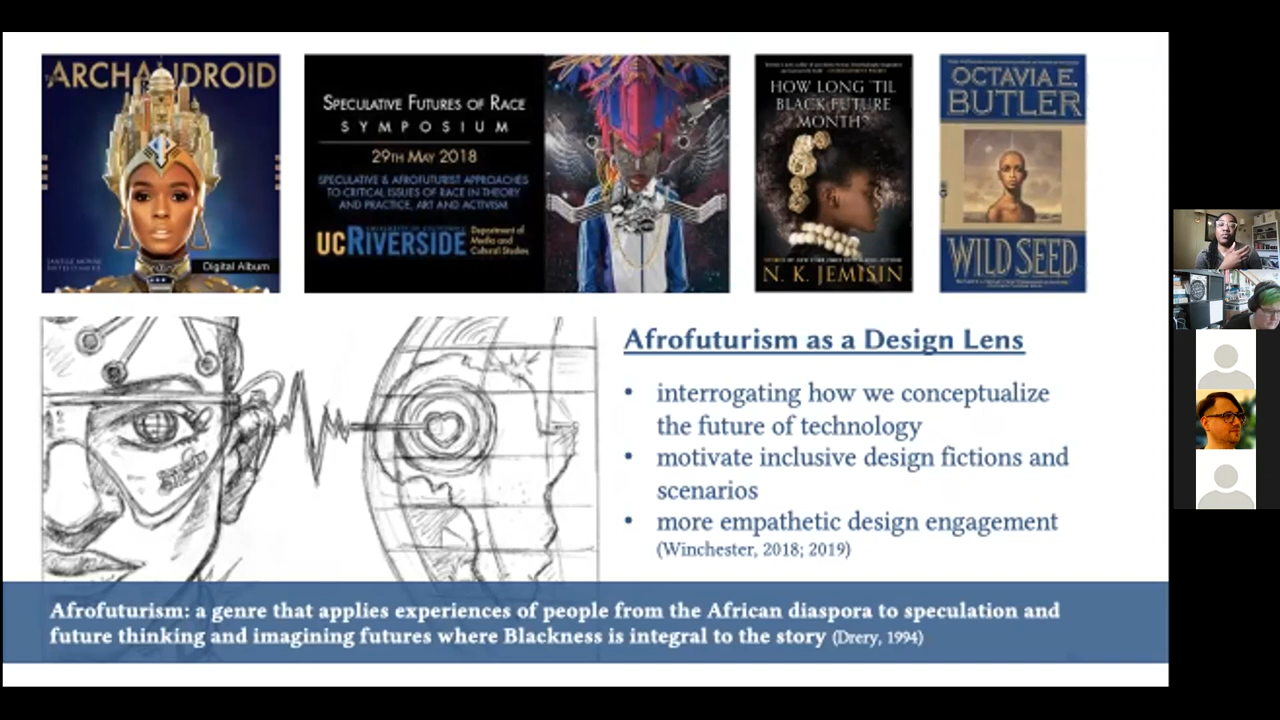 ARCHANDROID
Digital Album
SPECULATIVE FUTURES OF RACE
SYMPOSIUM
29TH MAY 2018
SPECULATIVE & AFROFUTURIST APPROACHES
TO CRITICAL ISSUES OF RACE IN THEORY
AND PRACTICE, ART AND ACTIVISM
UCRIVERSIDE
Department of
Media and
Cultural Studies
HOW LONG 'TIL
BLACK FUTURE
MONTH?
N. K. JEMISIN
OCTAVIA E.
BUTLER
WILD SEED
Afrofuturism as a Design Lens
• interrogating how we conceptualize
the future of technology
• motivate inclusive design fictions and
scenarios
• more empathetic design engagement
(Winchester, 2018; 2019)
Afrofuturism: a genre that applies experiences of people from the African diaspora to speculation and
future thinking and imagining futures where Blackness is integral to the story (Drery, 1994)